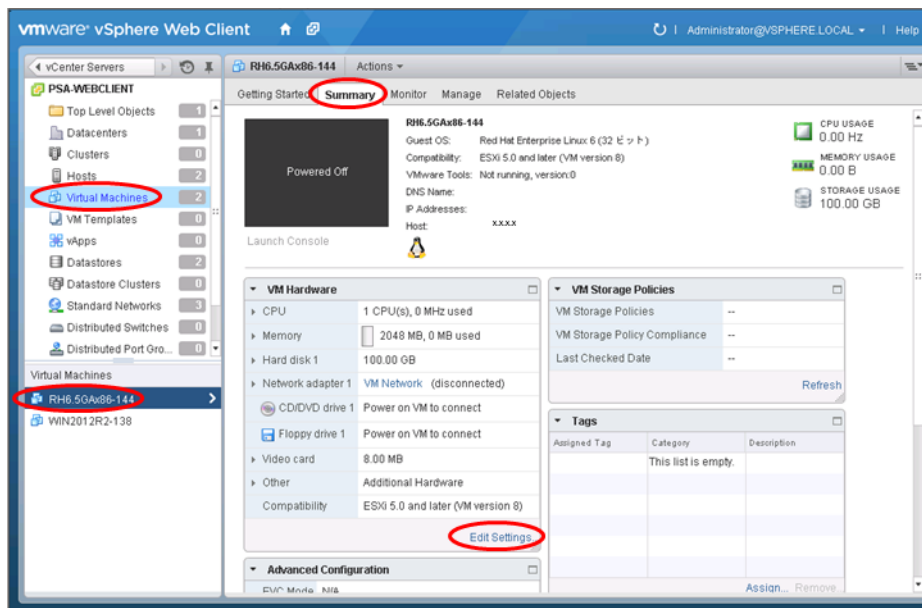 vmware® vSphere Web Client
Administrator@VSPHERE.LOCAL
Help
vCenter Servers
PSA-WEBCLIENT
Top Level Objects 1
Datacenters 1
Clusters 0
Hosts 2
Virtual Machines 2
VM Templates 0
vApps 0
Datastores 2
Datastore Clusters 0
Standard Networks 3
Distributed Switches 0
Distributed Port Gro... 0
Virtual Machines
RH6.5GAx86-144
WIN2012R2-138
RH6.5GAx86-144 Actions
Getting Started Summary Monitor Manage Related Objects
Powered Off
Launch Console
RH6.5GAx86-144
Guest OS: Red Hat Enterprise Linux 6 (32 ビット)
Compatibility: ESXi 5.0 and later (VM version 8)
VMware Tools: Not running, version:0
DNS Name:
IP Addresses:
Host: x.x.x.x
CPU USAGE
0.00 Hz
MEMORY USAGE
0.00 B
STORAGE USAGE
100.00 GB
VM Hardware
CPU 1 CPU(s), 0 MHz used
Memory 2048 MB, 0 MB used
Hard disk 1 100.00 GB
Network adapter 1 VM Network (disconnected)
CD/DVD drive 1 Power on VM to connect
Floppy drive 1 Power on VM to connect
Video card 8.00 MB
Other Additional Hardware
Compatibility ESXi 5.0 and later (VM version 8)
Edit Settings...
Advanced Configuration
EVC Mode N/A
VM Storage Policies
VM Storage Policies --
VM Storage Policy Compliance --
Last Checked Date --
Refresh
Tags
Assigned Tag Category Description
This list is empty.
Assign... Remove...